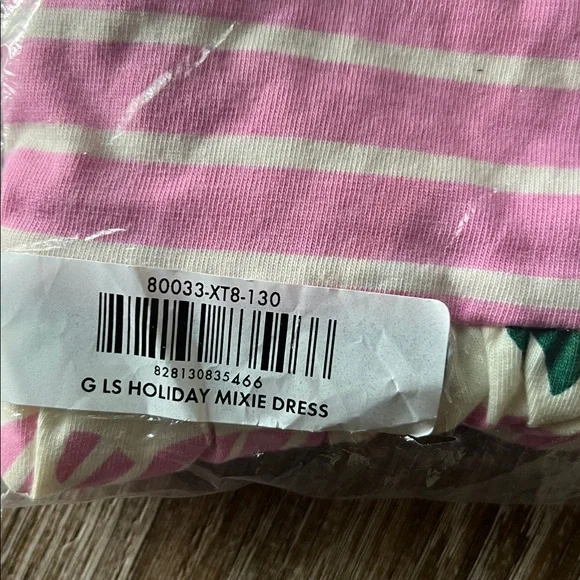 80033-XT8-130
828130835466
G LS HOLIDAY MIXIE DRESS